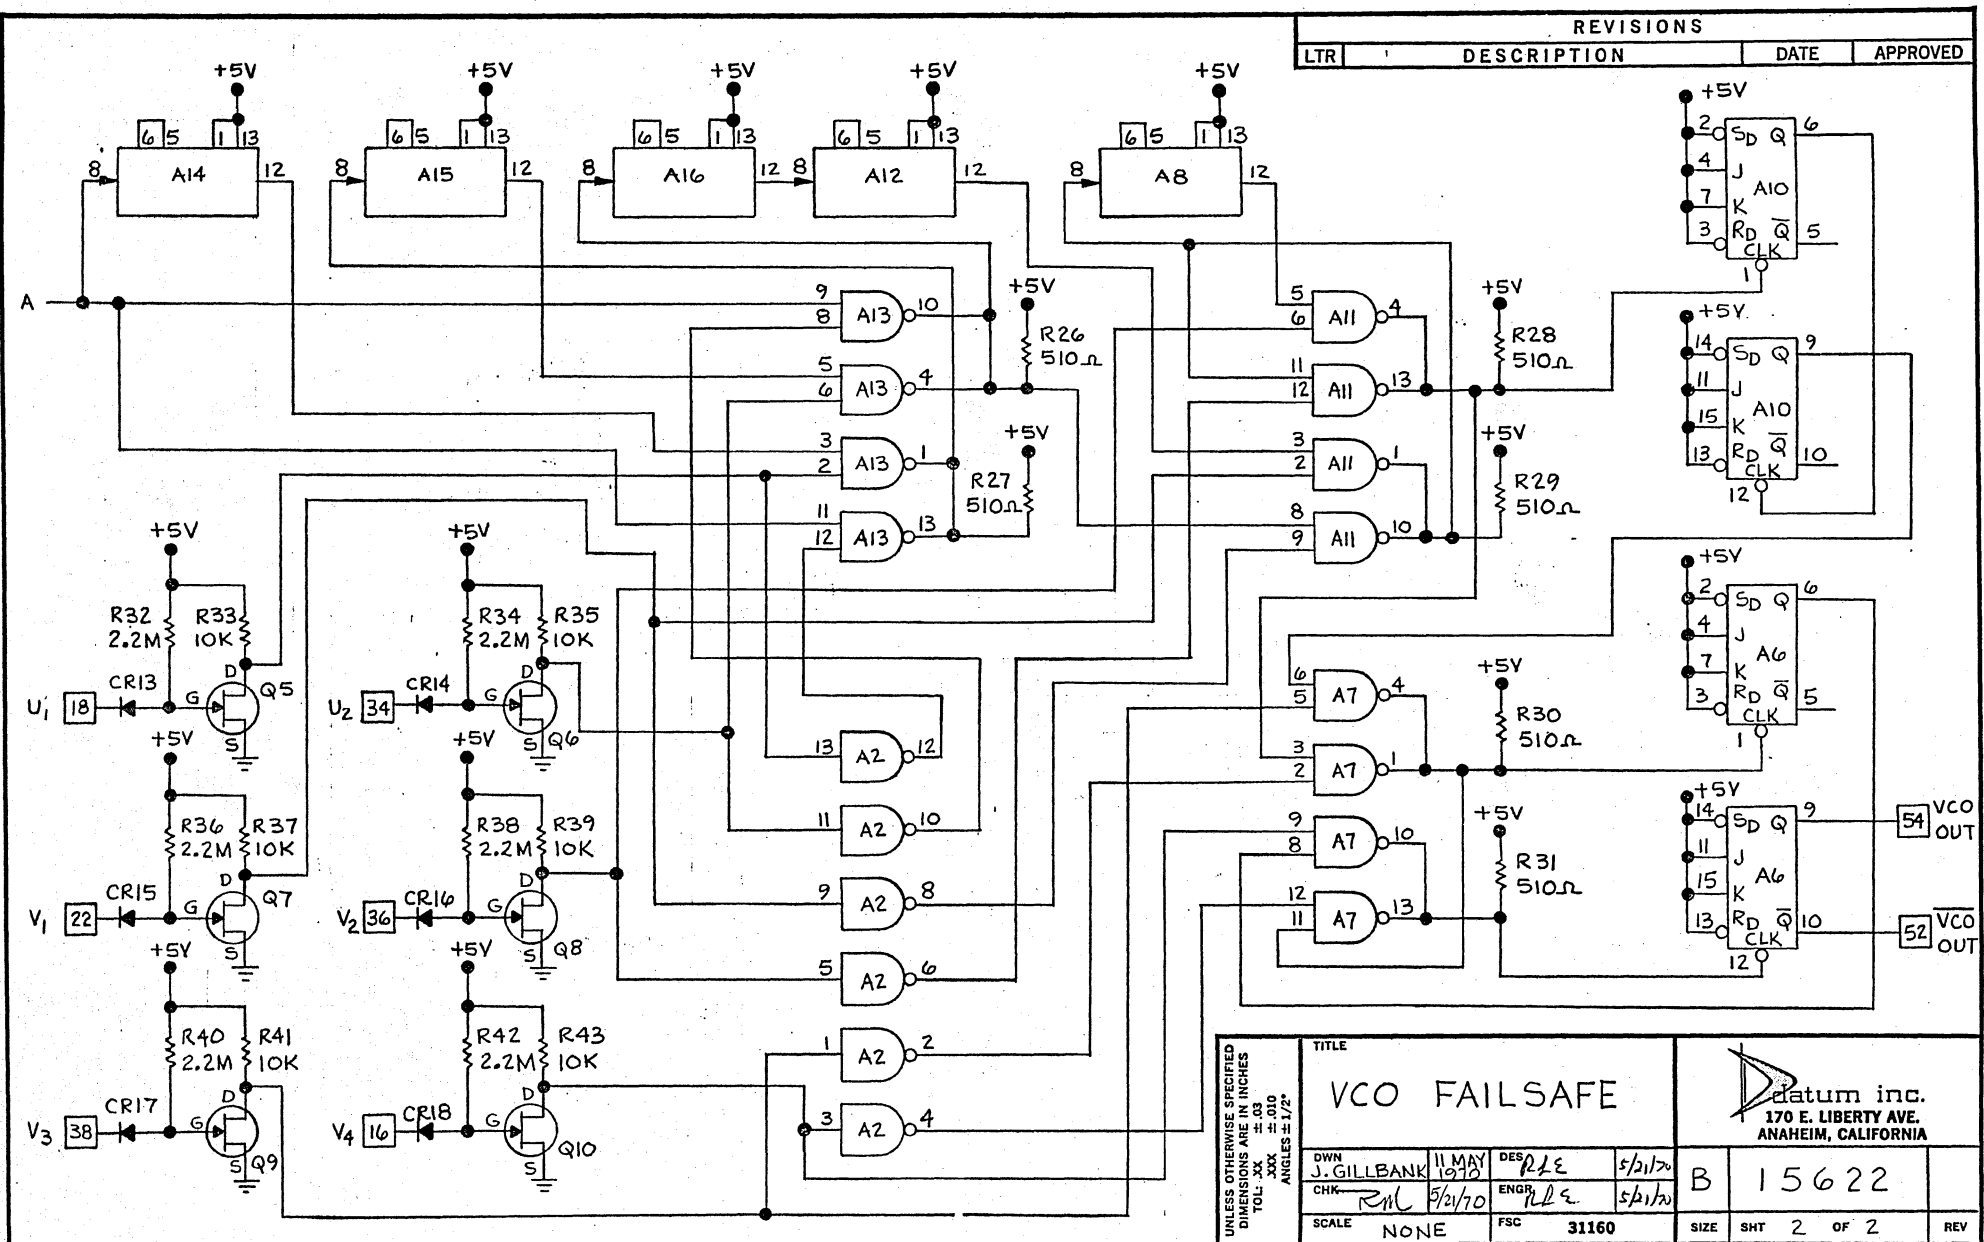 REVISIONS
LTR DESCRIPTION DATE APPROVED
+5V +5V +5V +5V +5V
6 5 1 13 6 5 1 13 6 5 1 13 6 5 1 13 6 5 1 13
8 A14 12 8 A15 12 8 A16 12 8 A12 12 8 A8 12
+5V
2 SD Q 6
4 J
A10
7 K
3 RD Q̅ 5
CLK
1
A
9 8 A13 10
5 6 A13 4
3 2 A13 1
11 12 A13 13
+5V
R26
510Ω
+5V
R27
510Ω
5 6 A11 4
11 12 A11 13
3 2 A11 1
8 9 A11 10
+5V
R28
510Ω
+5V
R29
510Ω
+5V
14 SD Q 9
11 J
A10
15 K
13 RD Q̅ 10
CLK
12
+5V
R32 R33
2.2M 10K
D
CR13
U1 18 G Q5
S
+5V
R34 R35
2.2M 10K
D
CR14
U2 34 G Q6
S
+5V
R36 R37
2.2M 10K
D
CR15
V1 22 G Q7
S
+5V
R38 R39
2.2M 10K
D
CR16
V2 36 G Q8
S
+5V
R40 R41
2.2M 10K
D
CR17
V3 38 G Q9
S
+5V
R42 R43
2.2M 10K
D
CR18
V4 16 G Q10
S
13 A2 12
11 A2 10
9 A2 8
5 A2 6
1 A2 2
3 A2 4
6 5 A7 4
3 2 A7 1
9 8 A7 10
12 11 A7 13
+5V
R30
510Ω
+5V
R31
510Ω
+5V
2 SD Q 6
4 J
A6
7 K
3 RD Q̅ 5
CLK
1
+5V
14 SD Q 9
11 J
A6
15 K
13 RD Q̅ 10
CLK
12
54 VCO
OUT
52 V̅C̅O̅
OUT
UNLESS OTHERWISE SPECIFIED
DIMENSIONS ARE IN INCHES
TOL: .XX ±.03
.XXX ±.010
ANGLES ±1/2°
TITLE
VCO FAILSAFE
datum inc.
170 E. LIBERTY AVE.
ANAHEIM, CALIFORNIA
DWN J. GILLBANK 11 MAY 1970 DES RLE 5/21/70
CHK RM 5/21/70 ENGR RLE 5/21/70
SCALE NONE FSC 31160
B 15622
SIZE SHT 2 OF 2 REV